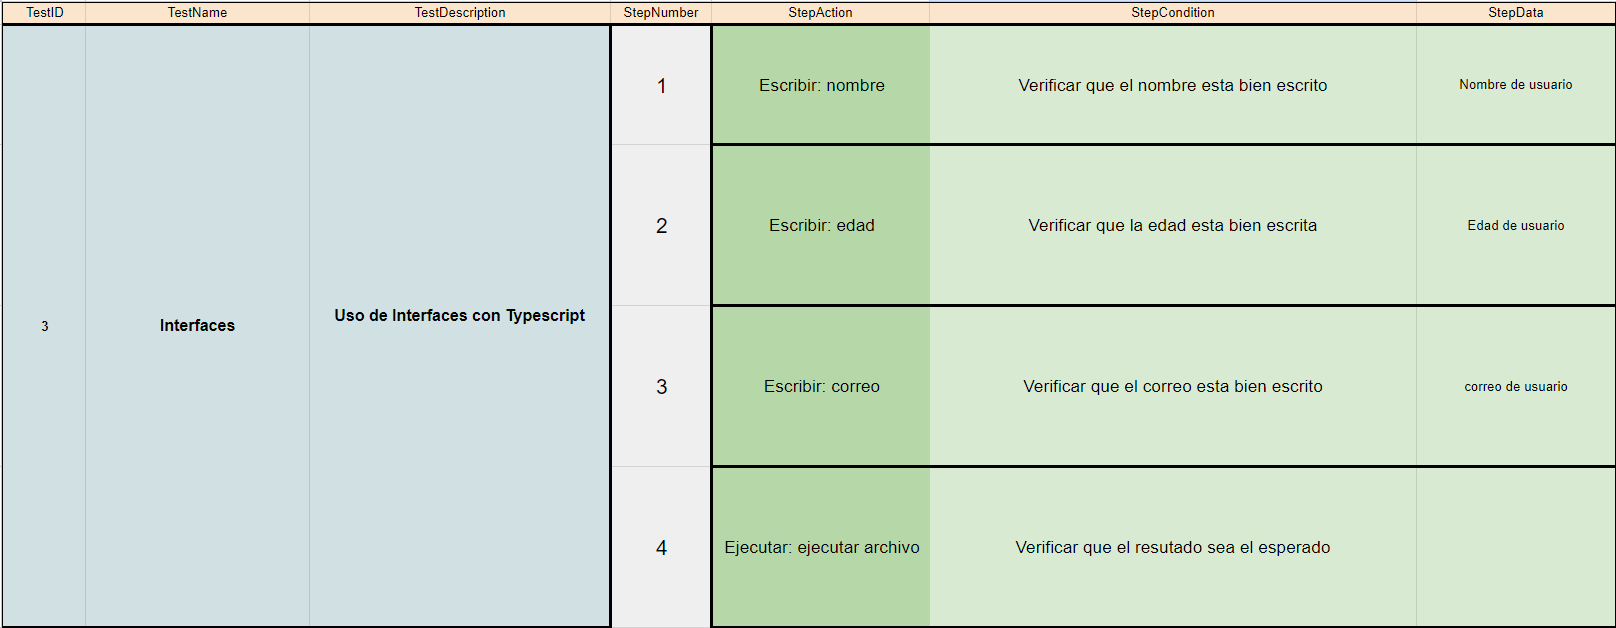 TestID TestName TestDescription StepNumber StepAction StepCondition StepData
1 Escribir: nombre Verificar que el nombre esta bien escrito Nombre de usuario
2 Escribir: edad Verificar que la edad esta bien escrita Edad de usuario
3 Interfaces Uso de Interfaces con Typescript
3 Escribir: correo Verificar que el correo esta bien escrito correo de usuario
4 Ejecutar: ejecutar archivo Verificar que el resutado sea el esperado